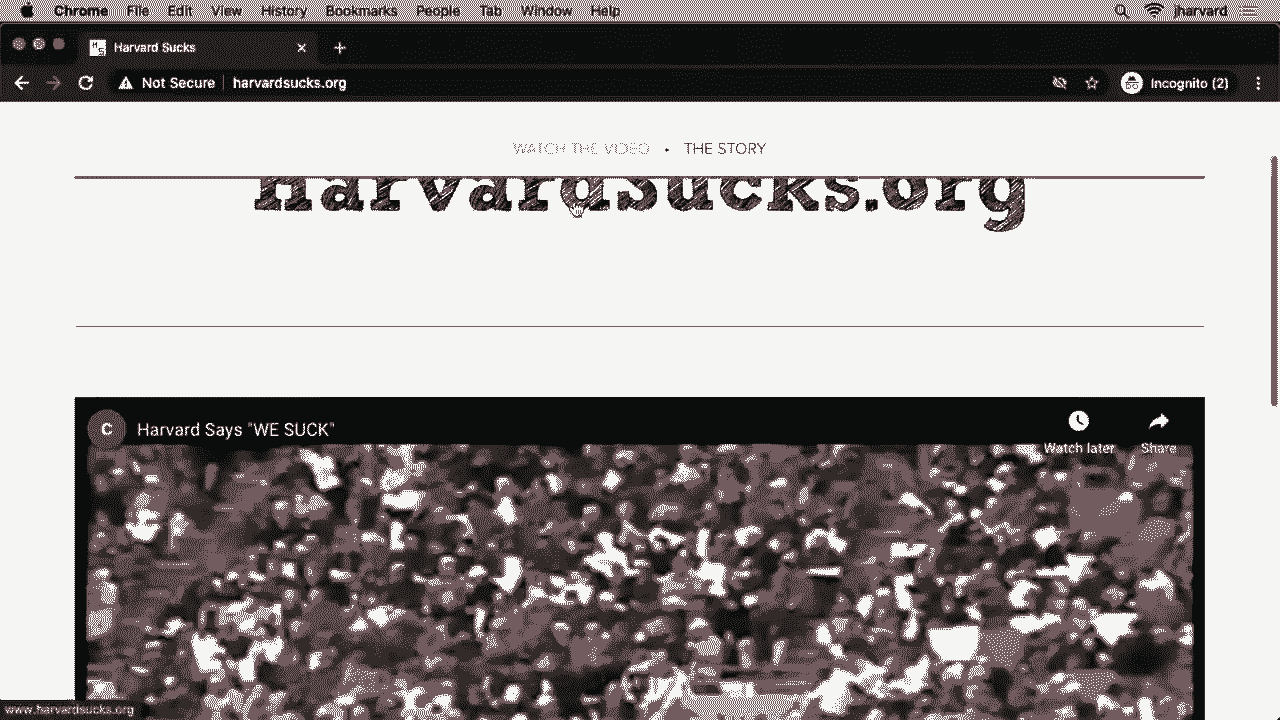 Chrome File Edit View History Bookmarks People Tab Window Help jharvard
HS Harvard Sucks
Not Secure harvardsucks.org Incognito (2)
WATCH THE VIDEO • THE STORY
HarvardSucks.org
C Harvard Says "WE SUCK" Watch later Share
www.harvardsucks.org